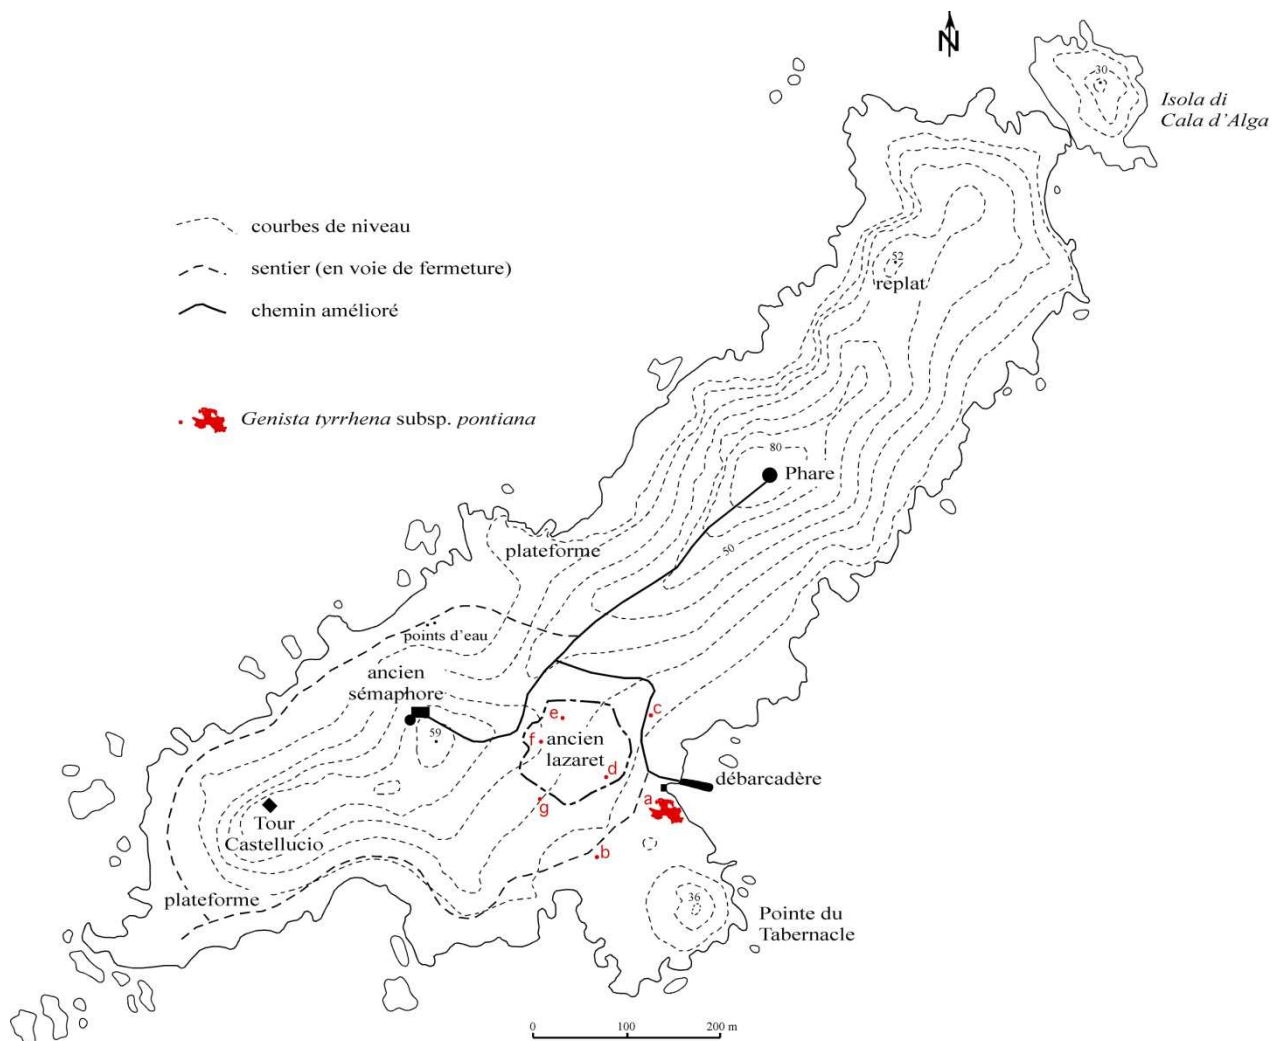 N
30
Isola di
Cala d'Alga
courbes de niveau
sentier (en voie de fermeture)
chemin amélioré
52
replat
Genista tyrrhena subsp. pontiana
80
Phare
50
plateforme
points d'eau
ancien
sémaphore
59
e
c
f
ancien
lazaret
d
débarcadère
a
g
Tour
Castellucio
b
plateforme
36
Pointe du
Tabernacle
0 100 200 m